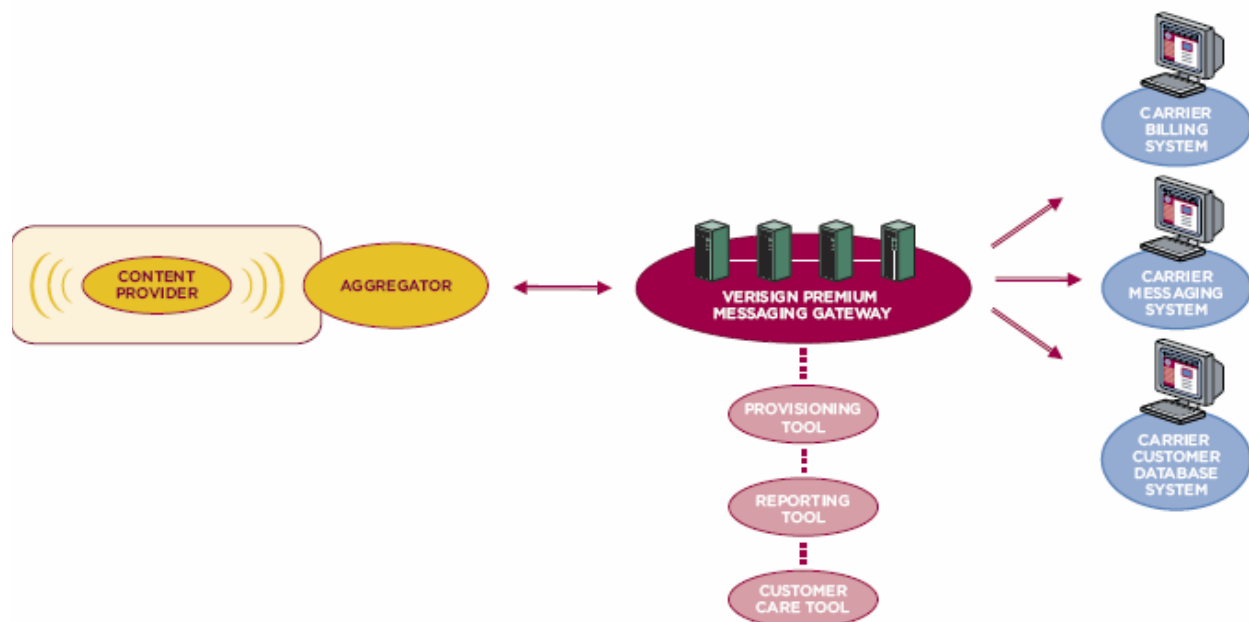 CONTENT
PROVIDER
AGGREGATOR
VERISIGN PREMIUM
MESSAGING GATEWAY
PROVISIONING
TOOL
REPORTING
TOOL
CUSTOMER
CARE TOOL
CARRIER
BILLING
SYSTEM
CARRIER
MESSAGING
SYSTEM
CARRIER
CUSTOMER
DATABASE
SYSTEM